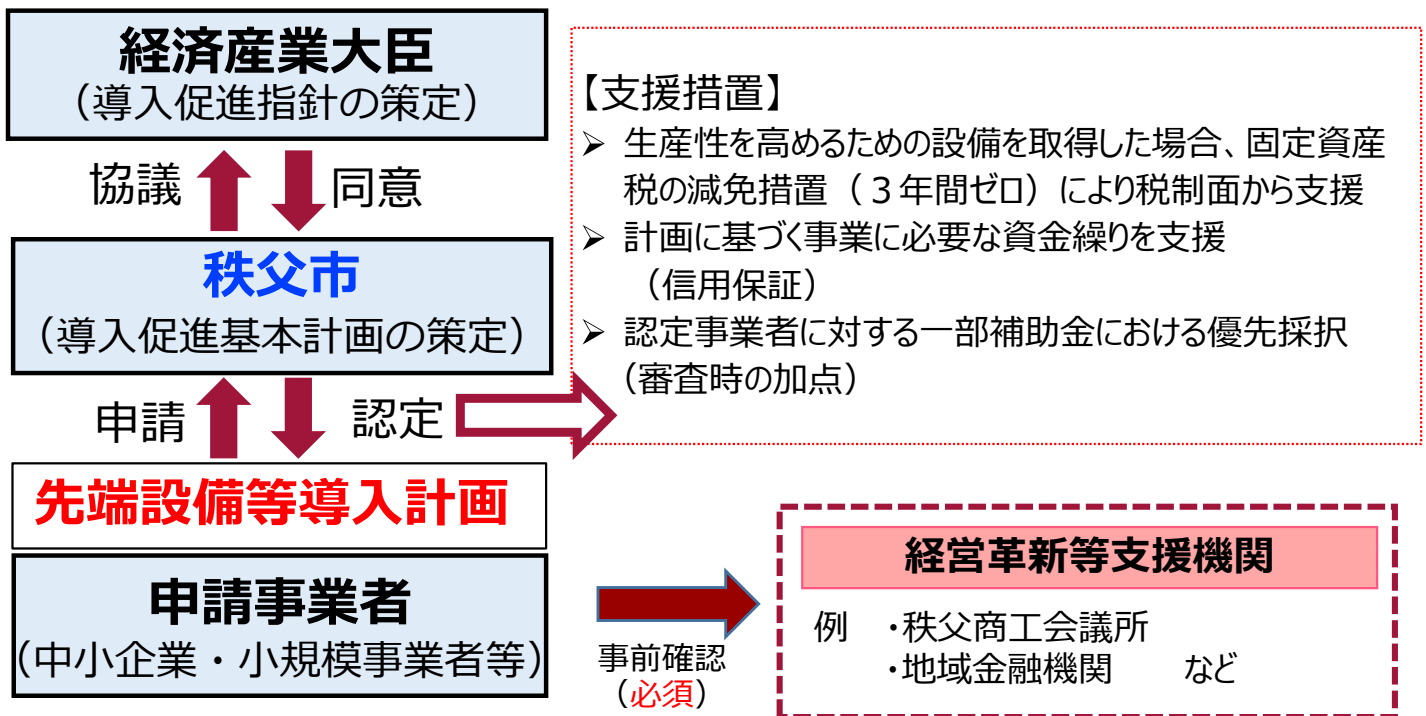 経済産業大臣
（導入促進指針の策定）
協議
同意
秩父市
（導入促進基本計画の策定）
申請
認定
先端設備等導入計画
申請事業者
（中小企業・小規模事業者等）
【支援措置】
➢ 生産性を高めるための設備を取得した場合、固定資産
税の減免措置（３年間ゼロ）により税制面から支援
➢ 計画に基づく事業に必要な資金繰りを支援
（信用保証）
➢ 認定事業者に対する一部補助金における優先採択
（審査時の加点）
事前確認
（必須）
経営革新等支援機関
例　・秩父商工会議所
・地域金融機関　　など